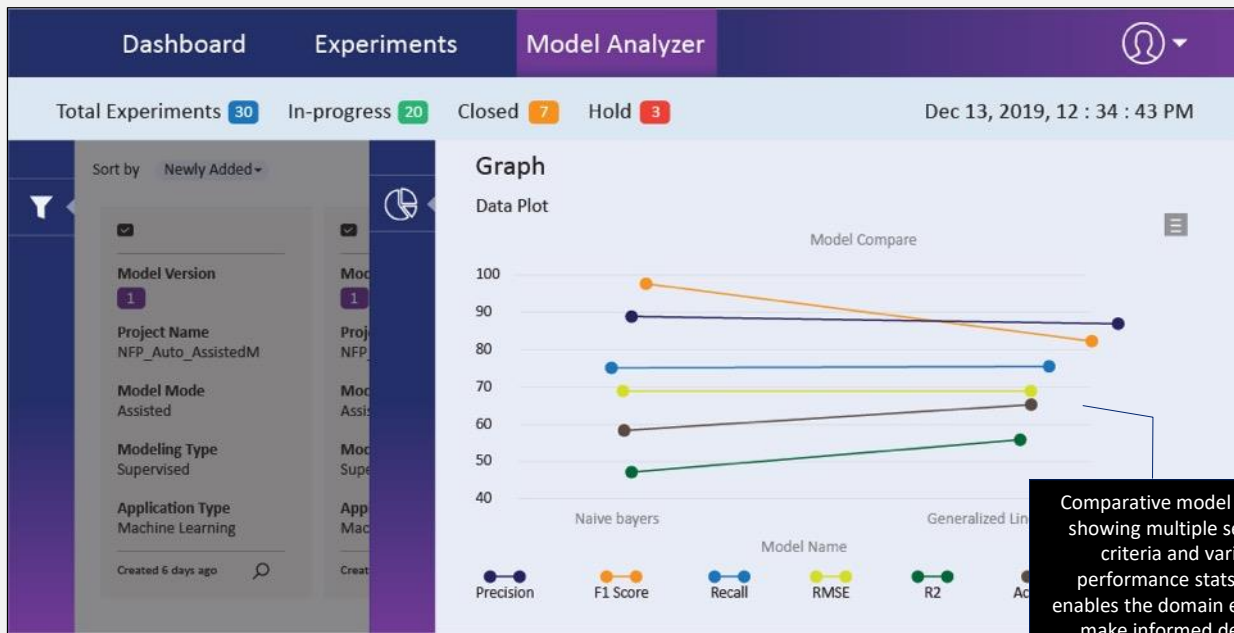 Dashboard Experiments Model Analyzer
Total Experiments 30 In-progress 20 Closed 7 Hold 3 Dec 13, 2019, 12 : 34 : 43 PM
Sort by Newly Added
Model Version
1
Project Name
NFP_Auto_AssistedM
Model Mode
Assisted
Modeling Type
Supervised
Application Type
Machine Learning
Created 6 days ago
1
NFP_
Graph
Data Plot
Model Compare
100
90
80
70
60
50
40
Naive bayers Generalized
Model Name
Precision F1 Score Recall RMSE R2
Comparative model
showing multiple
criteria and
performance stats
enables the domain
make informed